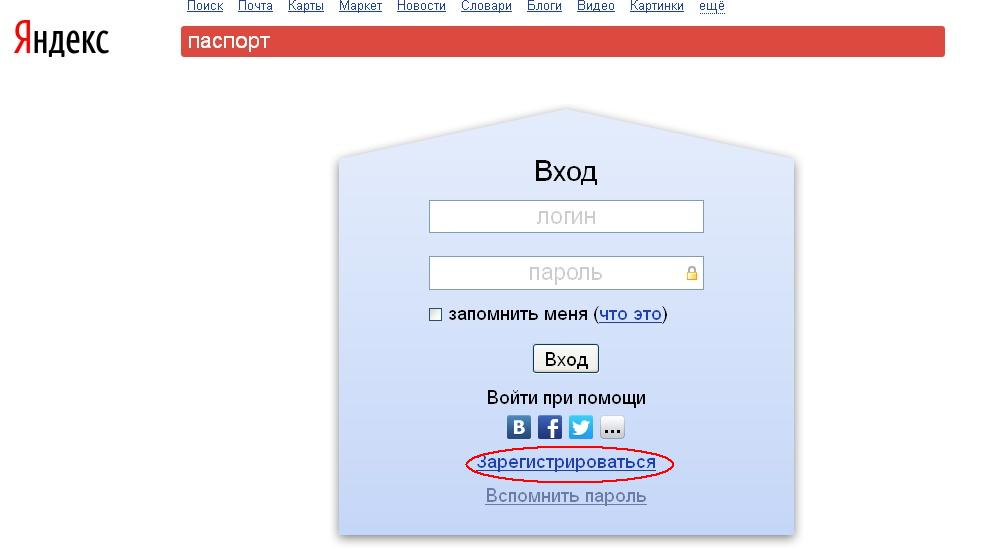 Поиск Почта Карты Маркет Новости Словари Блоги Видео Картинки ещё
Яндекс
паспорт
Вход
логин
пароль
запомнить меня (что это)
Вход
Войти при помощи
В f ...
Зарегистрироваться
Вспомнить пароль